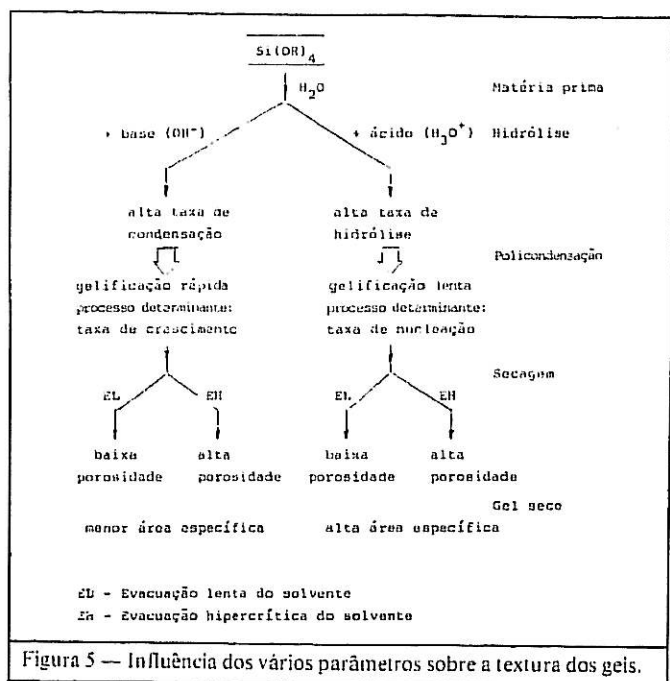 Si(OR)4
H2O
Matéria prima
+ base (OH⁻)
+ ácido (H3O⁺)
Hidrólise
alta taxa de
condensação
alta taxa de
hidrólise
Policondensação
gelificação rápida
processo determinante:
taxa de crescimento
gelificação lenta
processo determinante:
taxa de nucleação
Secagem
EL
EH
EL
EH
baixa
porosidade
alta
porosidade
baixa
porosidade
alta
porosidade
Gel seco
menor área específica
alta área específica
EL - Evacuação lenta do solvente
EH - Evacuação hipercrítica do solvente
Figura 5 — Influência dos vários parâmetros sobre a textura dos geis.